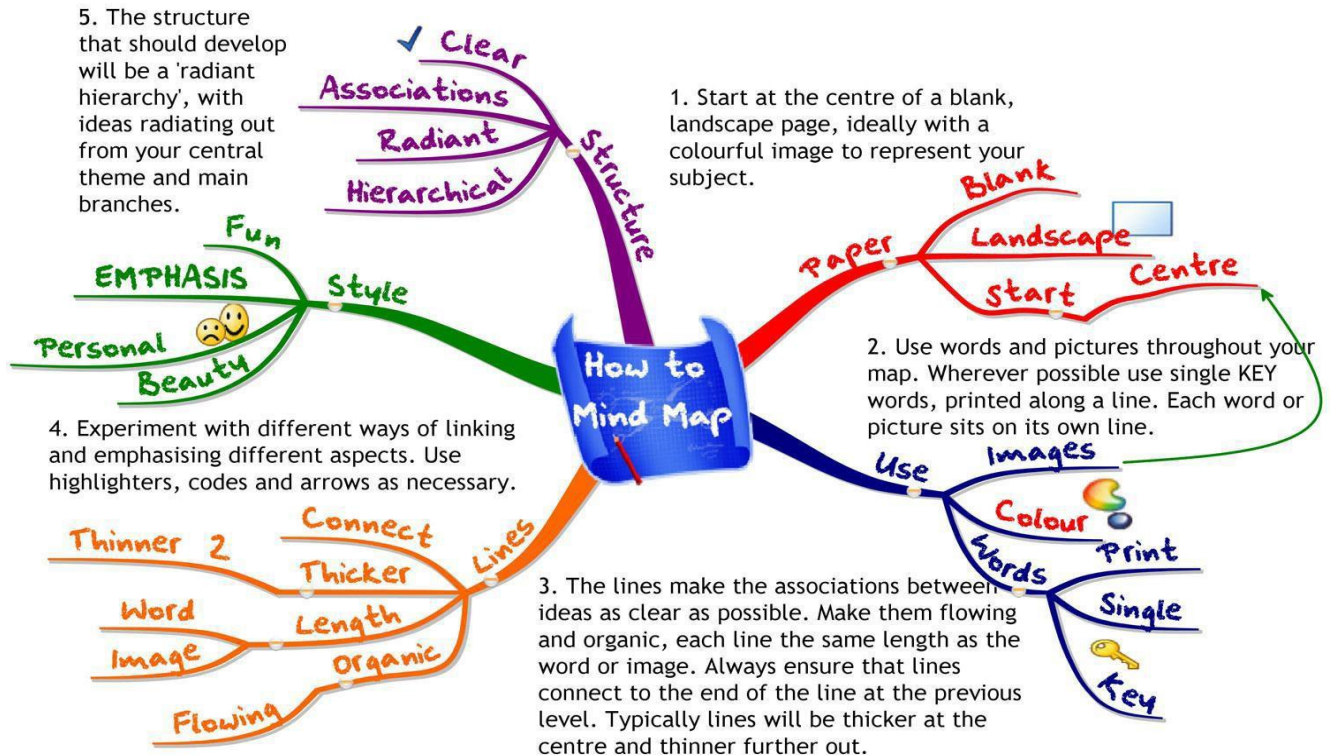 How to
Mind Map
1. Start at the centre of a blank,
landscape page, ideally with a
colourful image to represent your
subject.
Paper
Blank
Landscape
Start
Centre
2. Use words and pictures throughout your
map. Wherever possible use single KEY
words, printed along a line. Each word or
picture sits on its own line.
Use
Images
Colour
Words
Print
Single
Key
3. The lines make the associations between
ideas as clear as possible. Make them flowing
and organic, each line the same length as the
word or image. Always ensure that lines
connect to the end of the line at the previous
level. Typically lines will be thicker at the
centre and thinner further out.
Lines
Connect
Thicker
Thinner 2
Length
Word
Image
Organic
Flowing
4. Experiment with different ways of linking
and emphasising different aspects. Use
highlighters, codes and arrows as necessary.
Style
Fun
EMPHASIS
Personal
Beauty
5. The structure
that should develop
will be a 'radiant
hierarchy', with
ideas radiating out
from your central
theme and main
branches.
Structure
Clear
Associations
Radiant
Hierarchical